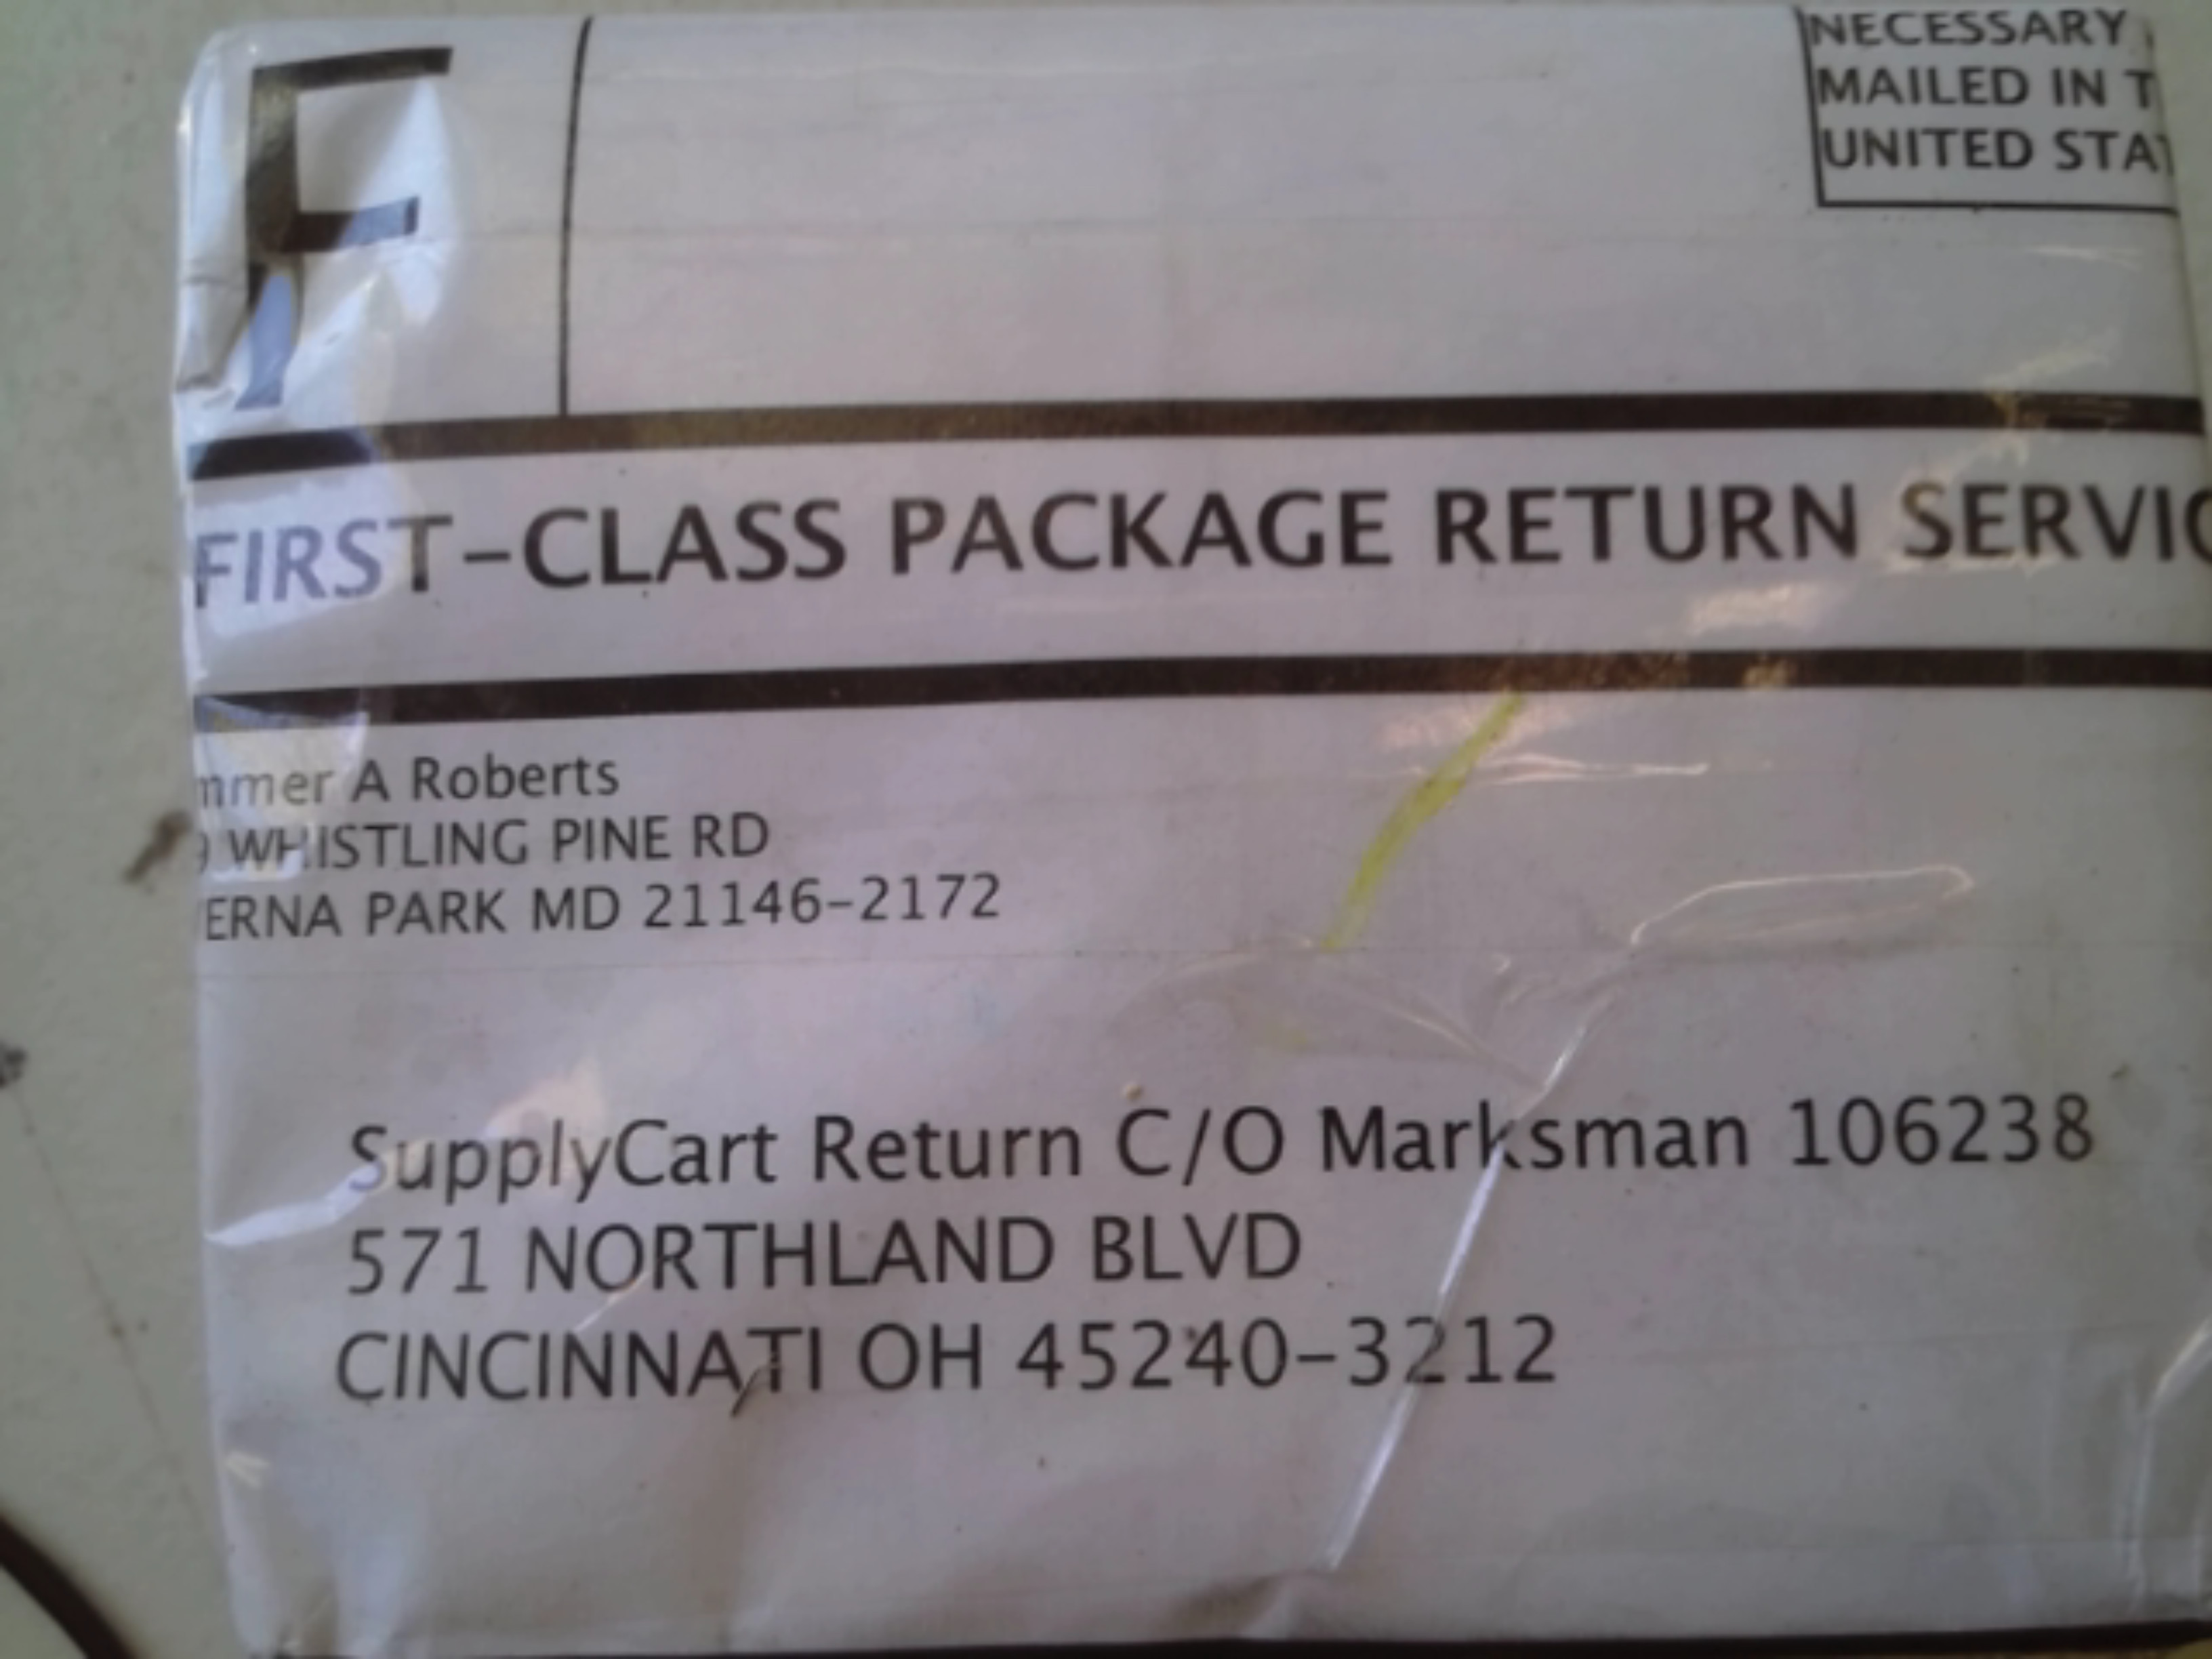 F
NECESSARY
MAILED IN T
UNITED STAT
FIRST-CLASS PACKAGE RETURN SERVIC
mmer A Roberts
9 WHISTLING PINE RD
ERNA PARK MD 21146-2172
SupplyCart Return C/O Marksman 106238
571 NORTHLAND BLVD
CINCINNATI OH 45240-3212